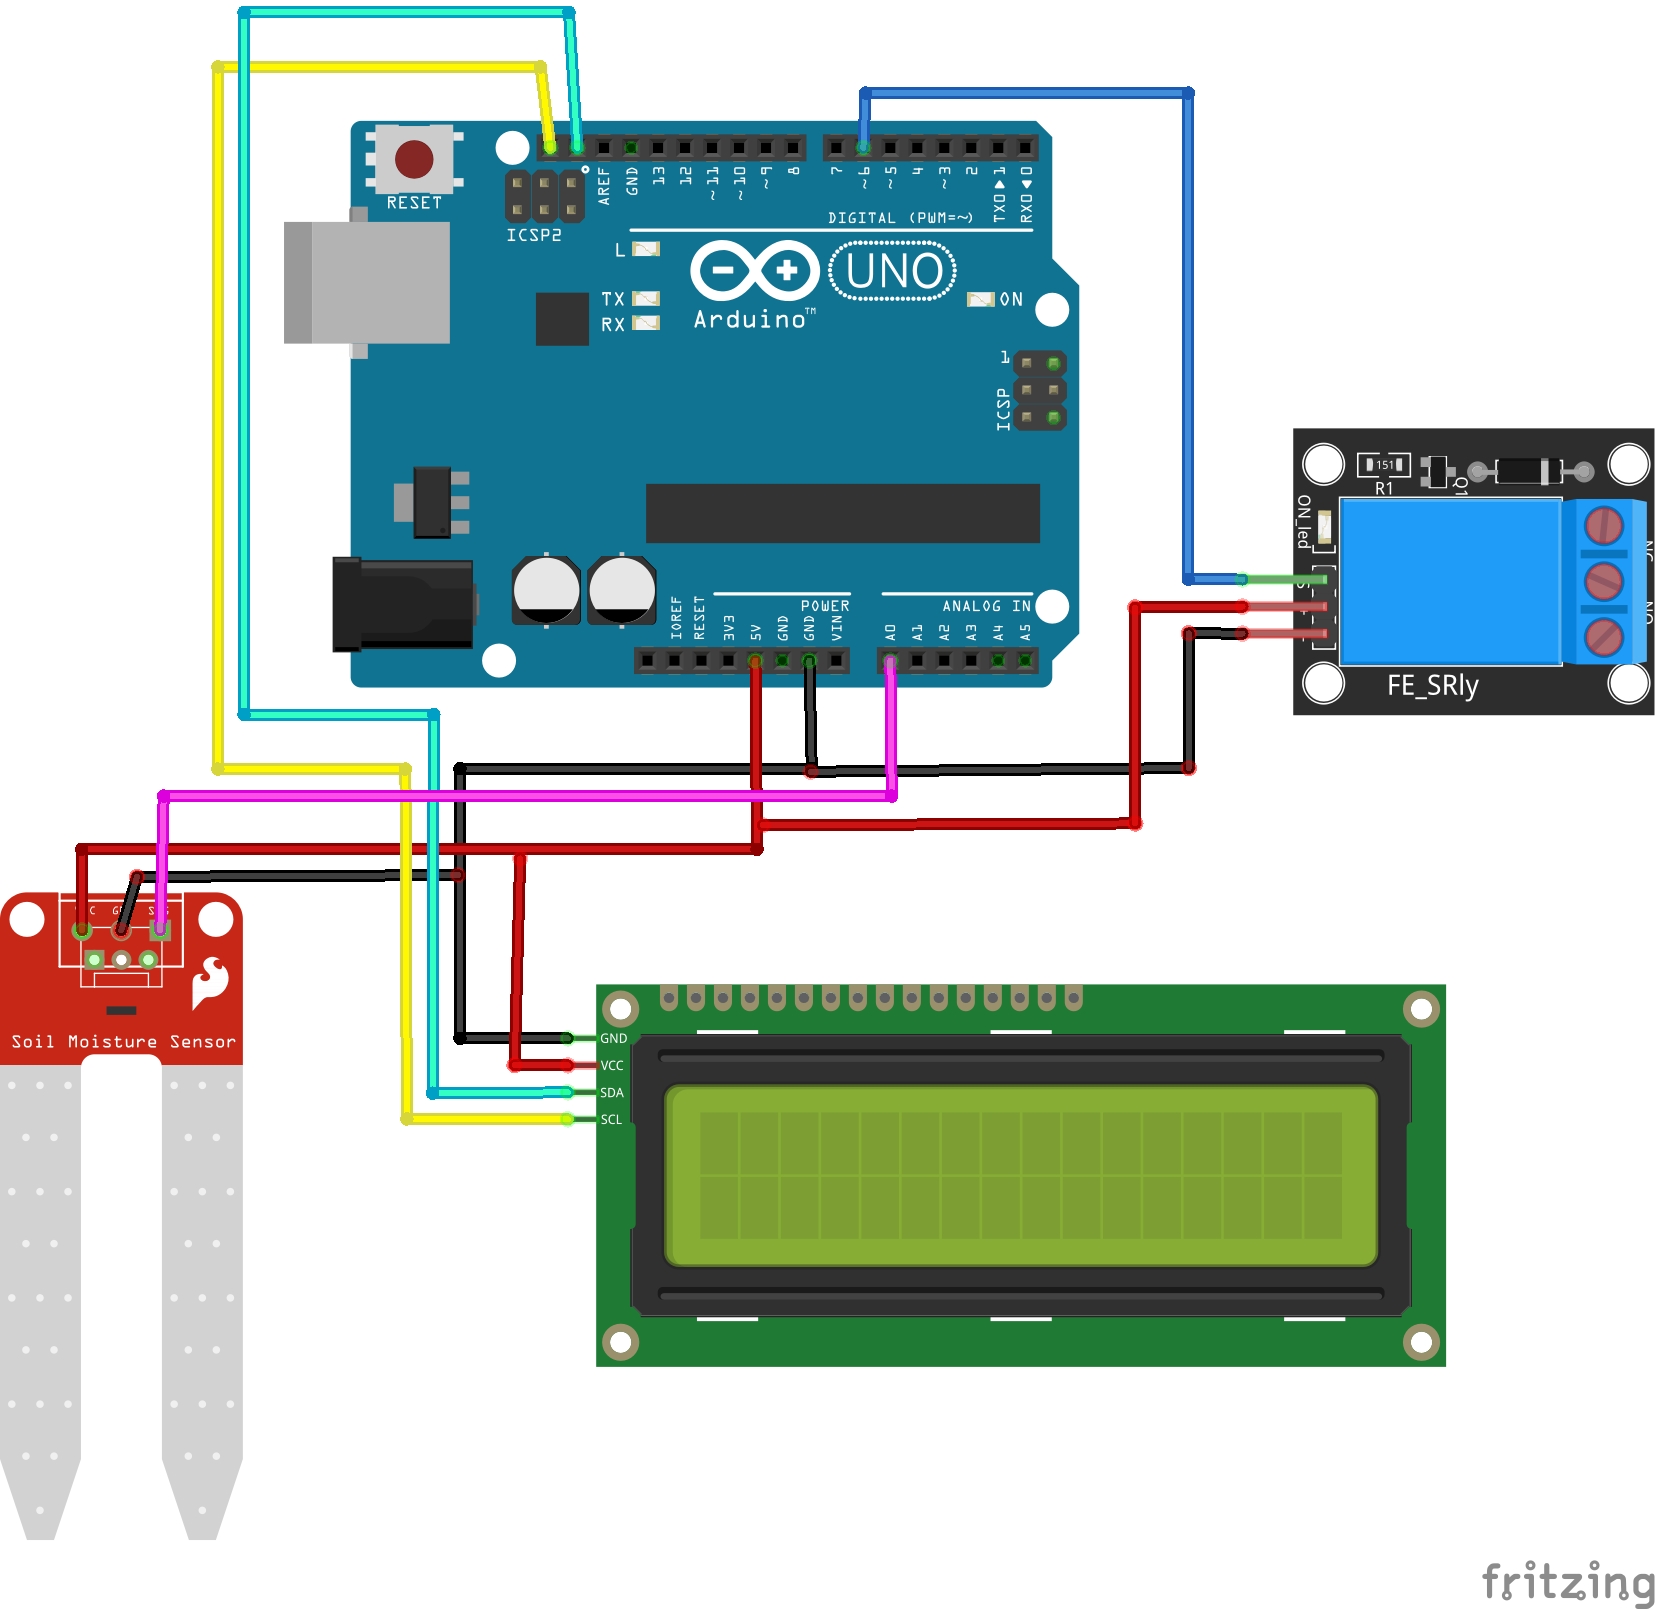 RESET
ICSP2
AREF
GND
13
12
~11
~10
~9
8
7
~6
~5
4
~3
2
TX0▶1
RX0◀0
DIGITAL (PWM=~)
L
TX
RX
Arduino™
UNO
ON
1
ICSP
IOREF
RESET
3V3
5V
GND
GND
VIN
POWER
A0
A1
A2
A3
A4
A5
ANALOG IN
151
R1
Q1
ON_led
FE_SRly
Soil Moisture Sensor
GND
VCC
SDA
SCL
fritzing